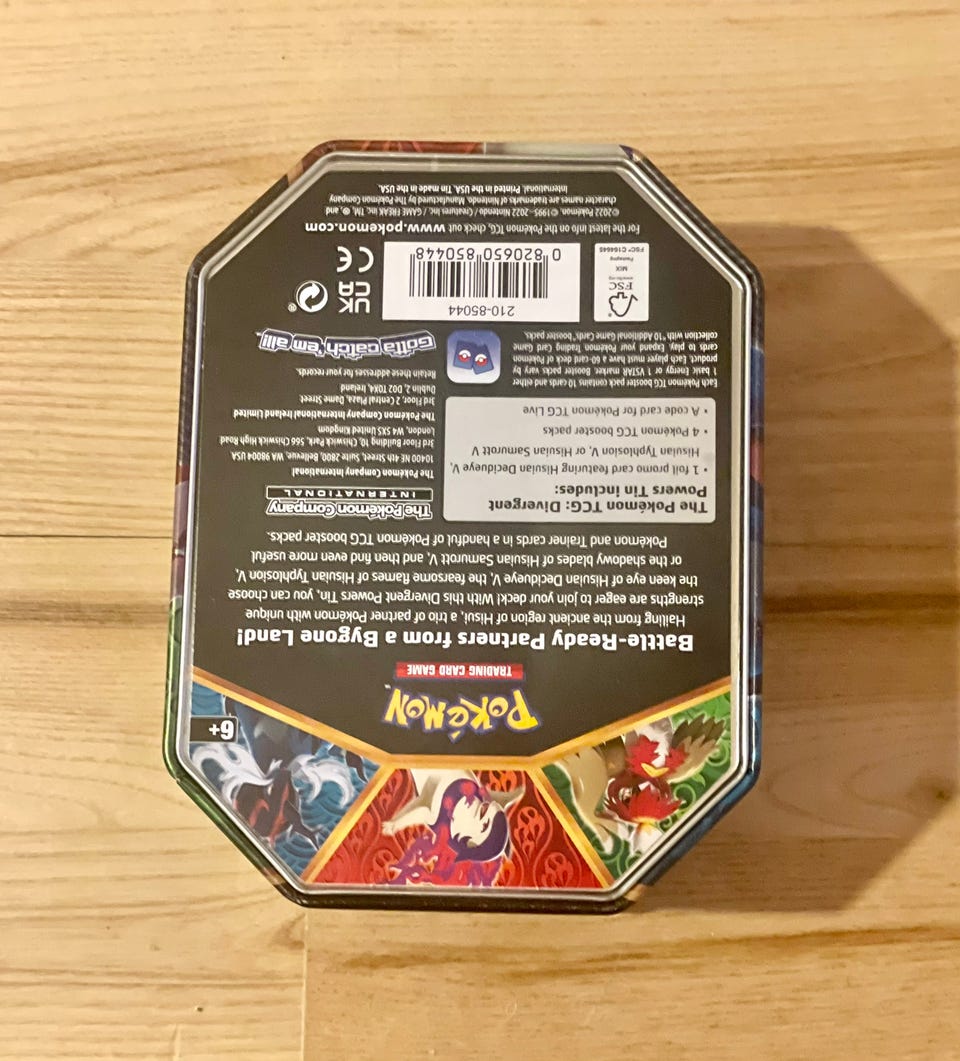 POKéMON
TRADING CARD GAME
6+
Battle-Ready Partners from a Bygone Land!
Hailing from the ancient region of Hisui, a trio of partner Pokémon with unique
strengths are eager to join your deck! With this Divergent Powers Tin, you can choose
the keen eye of Hisuian Decidueye V, the fearsome flames of Hisuian Typhlosion V,
or the shadowy blades of Hisuian Samurott V, and then find even more useful
Pokémon and Trainer cards in a handful of Pokémon TCG booster packs.
The Pokémon TCG: Divergent
Powers Tin includes:
• 1 foil promo card featuring Hisuian Decidueye V,
Hisuian Typhlosion V, or Hisuian Samurott V
• 4 Pokémon TCG booster packs
• A code card for Pokémon TCG Live
Each Pokémon TCG booster pack contains 10 cards and either
1 basic Energy or 1 VSTAR marker. Booster packs vary by
product. Each player must have a 60-card deck of Pokémon
cards to play. Expand your Pokémon Trading Card Game
collection with *10 Additional Game Cards* booster packs.
The Pokémon Company
INTERNATIONAL
The Pokémon Company International
10400 NE 4th Street, Suite 2800, Bellevue, WA 98004 USA
3rd Floor Building 10, Chiswick Park, 566 Chiswick High Road
London, W4 5XS United Kingdom
The Pokémon Company International Ireland Limited
3rd Floor, 2 Central Plaza, Dame Street
Dublin 2, D02 T0X4, Ireland
Retain these addresses for your records.
Gotta catch 'em all!™
FSC
www.fsc.org
MIX
Packaging
FSC® C164645
210-85044
0 820650 850448
UK
CA
CE
For the latest info on the Pokémon TCG, check out www.pokemon.com
©2022 Pokémon. ©1995–2022 Nintendo / Creatures Inc. / GAME FREAK inc. TM, ®, and
character names are trademarks of Nintendo. Manufactured by The Pokémon Company
International. Printed in the USA. Tin made in the USA.